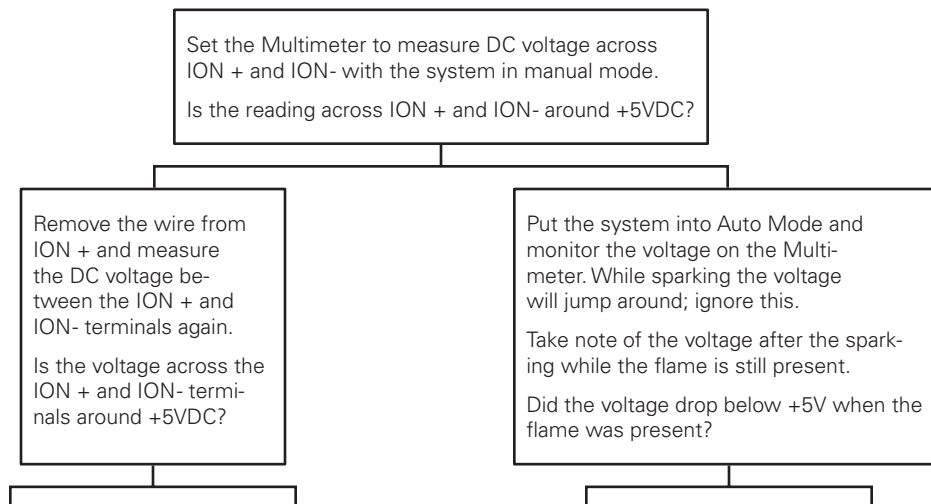 Set the Multimeter to measure DC voltage across
ION + and ION- with the system in manual mode.
Is the reading across ION + and ION- around +5VDC?
Remove the wire from
ION + and measure
the DC voltage be-
tween the ION + and
ION- terminals again.
Is the voltage across the
ION + and ION- termi-
nals around +5VDC?
Put the system into Auto Mode and
monitor the voltage on the Multi-
meter. While sparking the voltage
will jump around; ignore this.
Take note of the voltage after the spark-
ing while the flame is still present.
Did the voltage drop below +5V when the
flame was present?